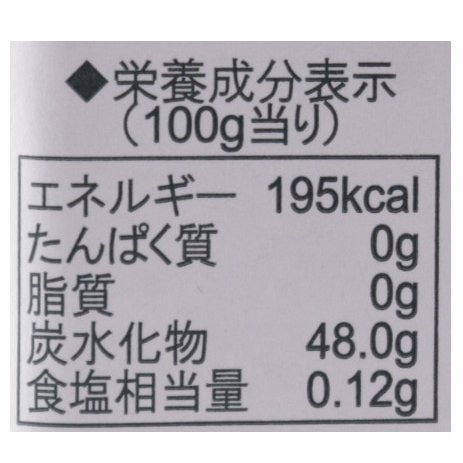 ◆栄養成分表示
(100g当り)
エネルギー 195kcal
たんぱく質 0g
脂質 0g
炭水化物 48.0g
食塩相当量 0.12g